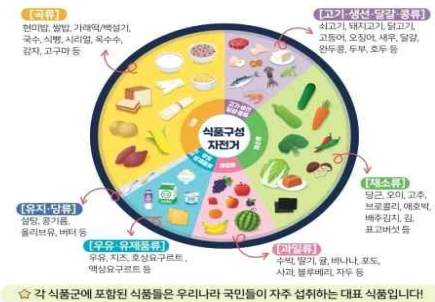 [곡류]
현미밥, 쌀밥, 가래떡/백설기,
국수, 식빵, 시리얼, 옥수수,
감자, 고구마 등
[고기·생선·달걀·콩류]
쇠고기, 돼지고기, 닭고기,
고등어, 오징어, 새우, 달걀,
완두콩, 두부, 호두 등
고기·생선
달걀·콩류
식품구성
자전거
[채소류]
당근, 오이, 고추,
브로콜리, 애호박,
배추김치, 김,
표고버섯 등
[유지·당류]
설탕, 콩기름,
올리브유, 버터 등
[우유·유제품류]
우유, 치즈, 호상요구르트,
액상요구르트 등
[과일류]
수박, 딸기, 귤, 바나나, 포도,
사과, 블루베리, 자두 등
각 식품군에 포함된 식품들은 우리나라 국민들이 자주 섭취하는 대표 식품입니다!